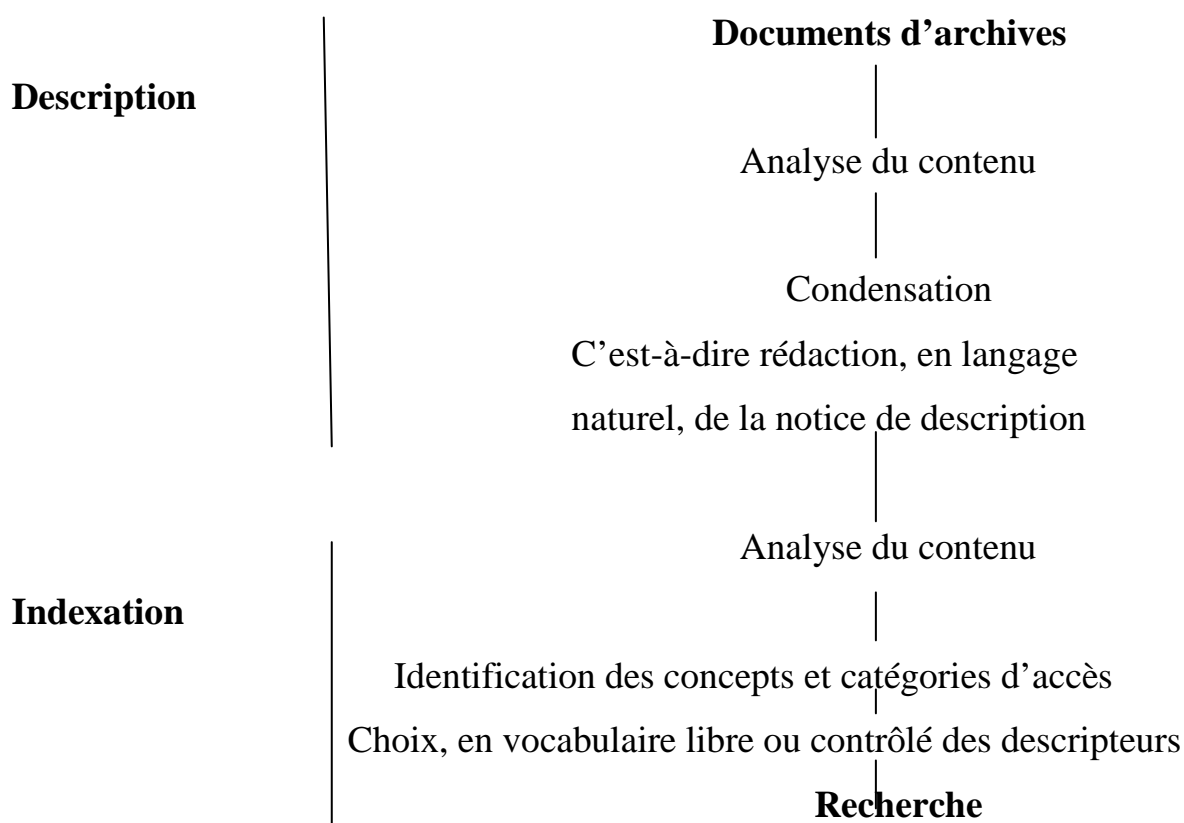 Documents d’archives
Description
Analyse du contenu
Condensation
C’est-à-dire rédaction, en langage
naturel, de la notice de description
Analyse du contenu
Indexation
Identification des concepts et catégories d’accès
Choix, en vocabulaire libre ou contrôlé des descripteurs
Recherche